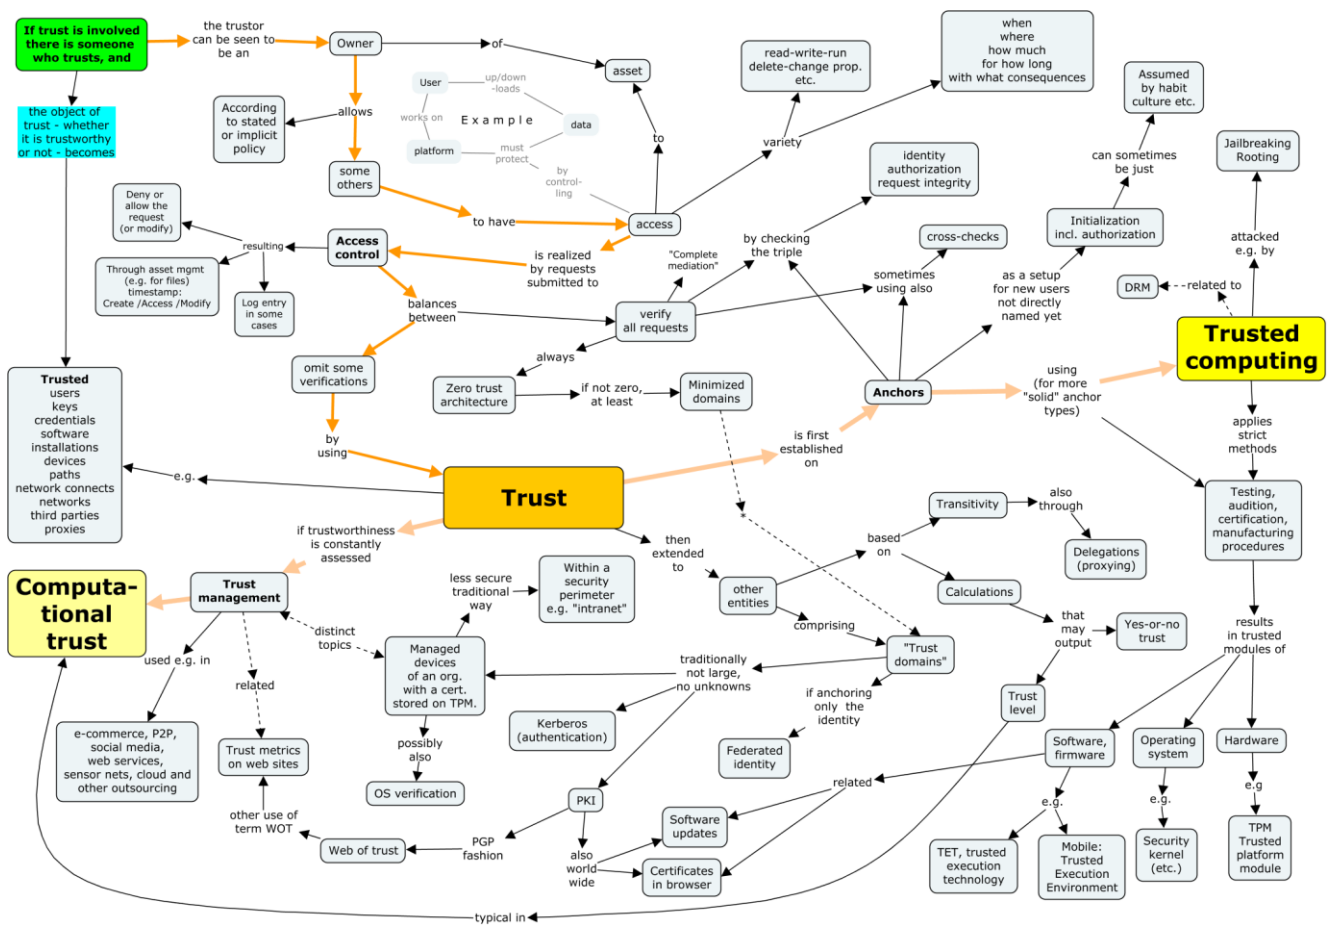 If trust is involved
there is someone
who trusts, and
the trustor
can be seen to
be an
Owner
of
asset
read-write-run
delete-change prop.
etc.
when
where
how much
for how long
with what consequences
Assumed
by habit
culture etc.
the object of
trust - whether
it is trustworthy
or not - becomes
According
to stated
or implicit
policy
allows
User
up/down
-loads
works on
Example
data
platform
must
protect
by
control-
ling
to
variety
identity
authorization
request integrity
can sometimes
be just
Jailbreaking
Rooting
some
others
to have
access
Deny or
allow the
request
(or modify)
resulting
Access
control
is realized
by requests
submitted to
"Complete
mediation"
by checking
the triple
cross-checks
Initialization
incl. authorization
attacked
e.g. by
Through asset mgmt
(e.g. for files)
timestamp:
Create /Access /Modify
Log entry
in some
cases
balances
between
verify
all requests
sometimes
using also
as a setup
for new users
not directly
named yet
DRM
related to
Trusted
computing
always
omit some
verifications
Zero trust
architecture
if not zero,
at least
Minimized
domains
Anchors
using
(for more
"solid" anchor
types)
Trusted
users
keys
credentials
software
installations
devices
paths
network connects
networks
third parties
proxies
by
using
is first
established
on
applies
strict
methods
e.g.
Trust
*
Transitivity
also
through
Testing,
audition,
certification,
manufacturing
procedures
if trustworthiness
is constantly
assessed
then
extended
to
based
on
Delegations
(proxying)
Computa-
tional
trust
Trust
management
less secure
traditional
way
Within a
security
perimeter
e.g. "intranet"
other
entities
Calculations
comprising
that
may
output
Yes-or-no
trust
results
in trusted
modules of
distinct
topics
used e.g. in
related
Managed
devices
of an org.
with a cert.
stored on TPM.
traditionally
not large,
no unknowns
"Trust
domains"
if anchoring
only the
identity
Trust
level
e-commerce, P2P,
social media,
web services,
sensor nets, cloud and
other outsourcing
Trust metrics
on web sites
possibly
also
Kerberos
(authentication)
Federated
identity
Software,
firmware
Operating
system
Hardware
OS verification
PKI
related
e.g.
e.g.
e.g
other use of
term WOT
Web of trust
PGP
fashion
also
world
wide
Software
updates
Certificates
in browser
TET, trusted
execution
technology
Mobile:
Trusted
Execution
Environment
Security
kernel
(etc.)
TPM
Trusted
platform
module
typical in